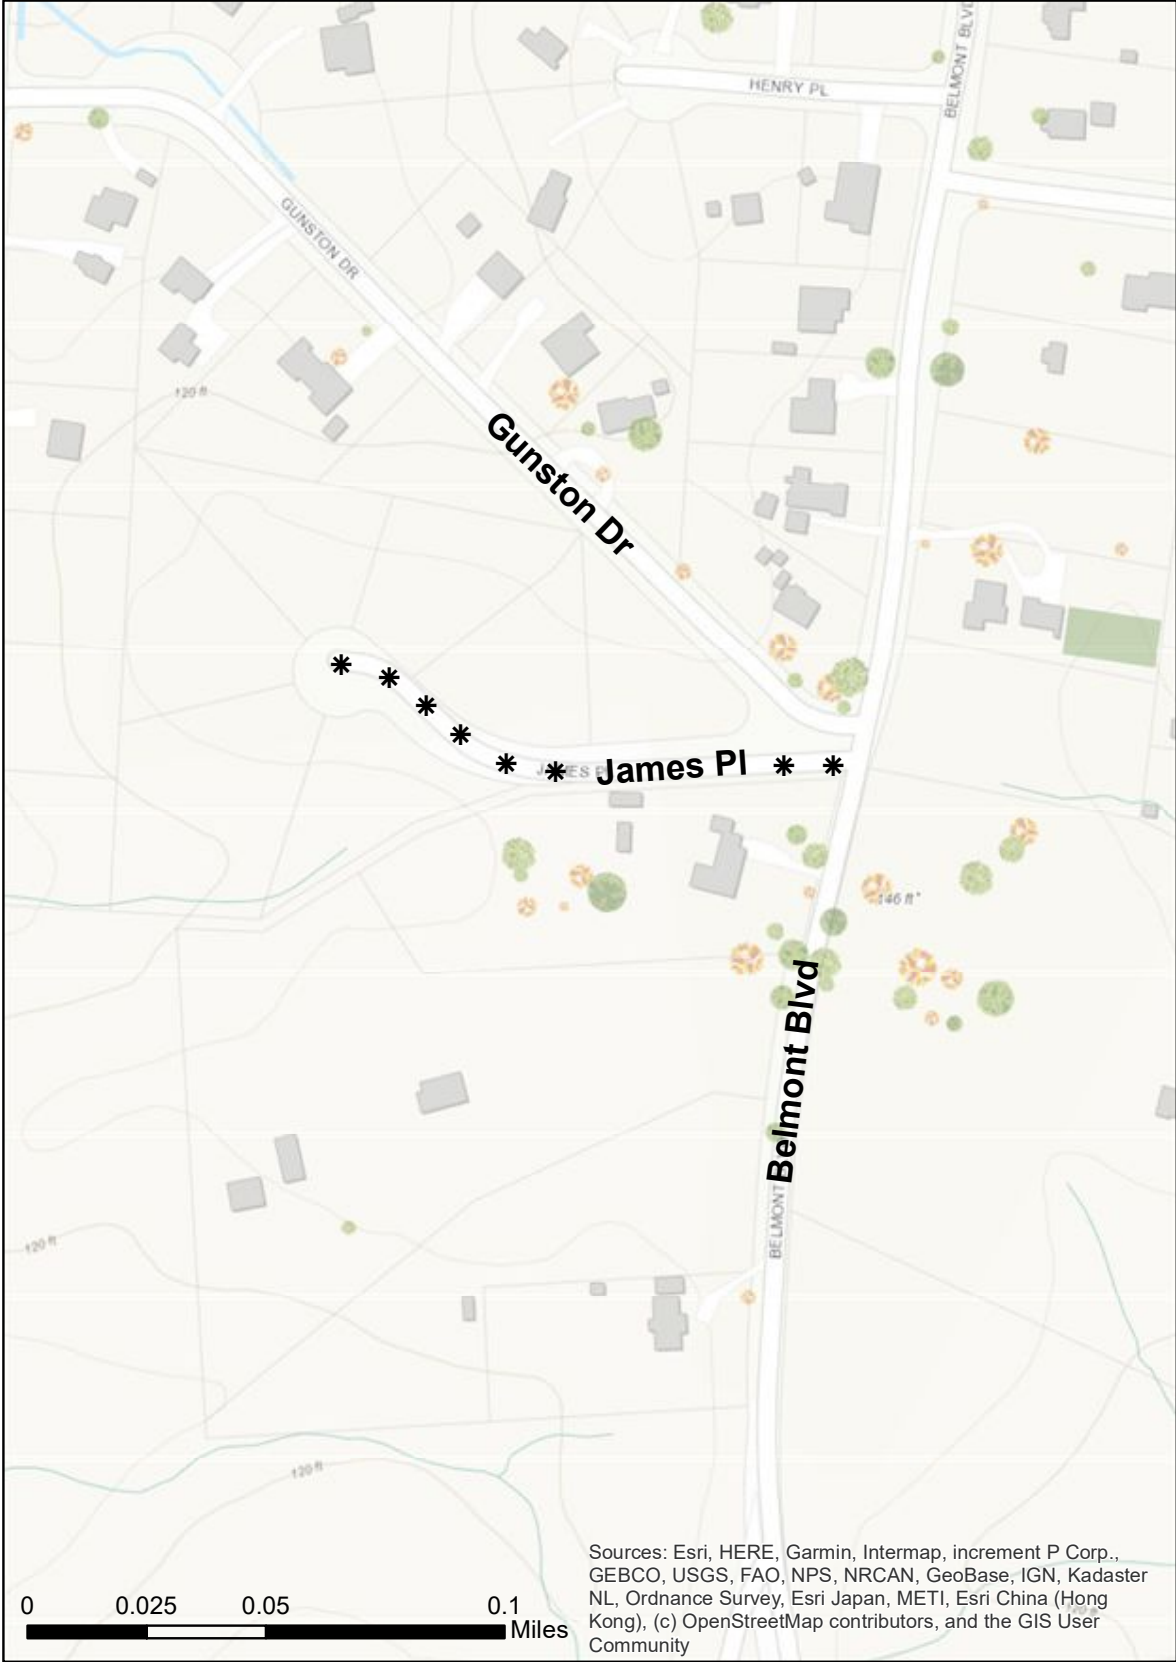 BELMONT BLVD
HENRY PL
GUNSTON DR
120 ft
Gunston Dr
James Pl
146 ft
Belmont Blvd
BELMONT
120 ft
120 ft
Sources: Esri, HERE, Garmin, Intermap, increment P Corp.,
GEBCO, USGS, FAO, NPS, NRCAN, GeoBase, IGN, Kadaster
NL, Ordnance Survey, Esri Japan, METI, Esri China (Hong
Kong), (c) OpenStreetMap contributors, and the GIS User
Community
0 0.025 0.05 0.1
Miles